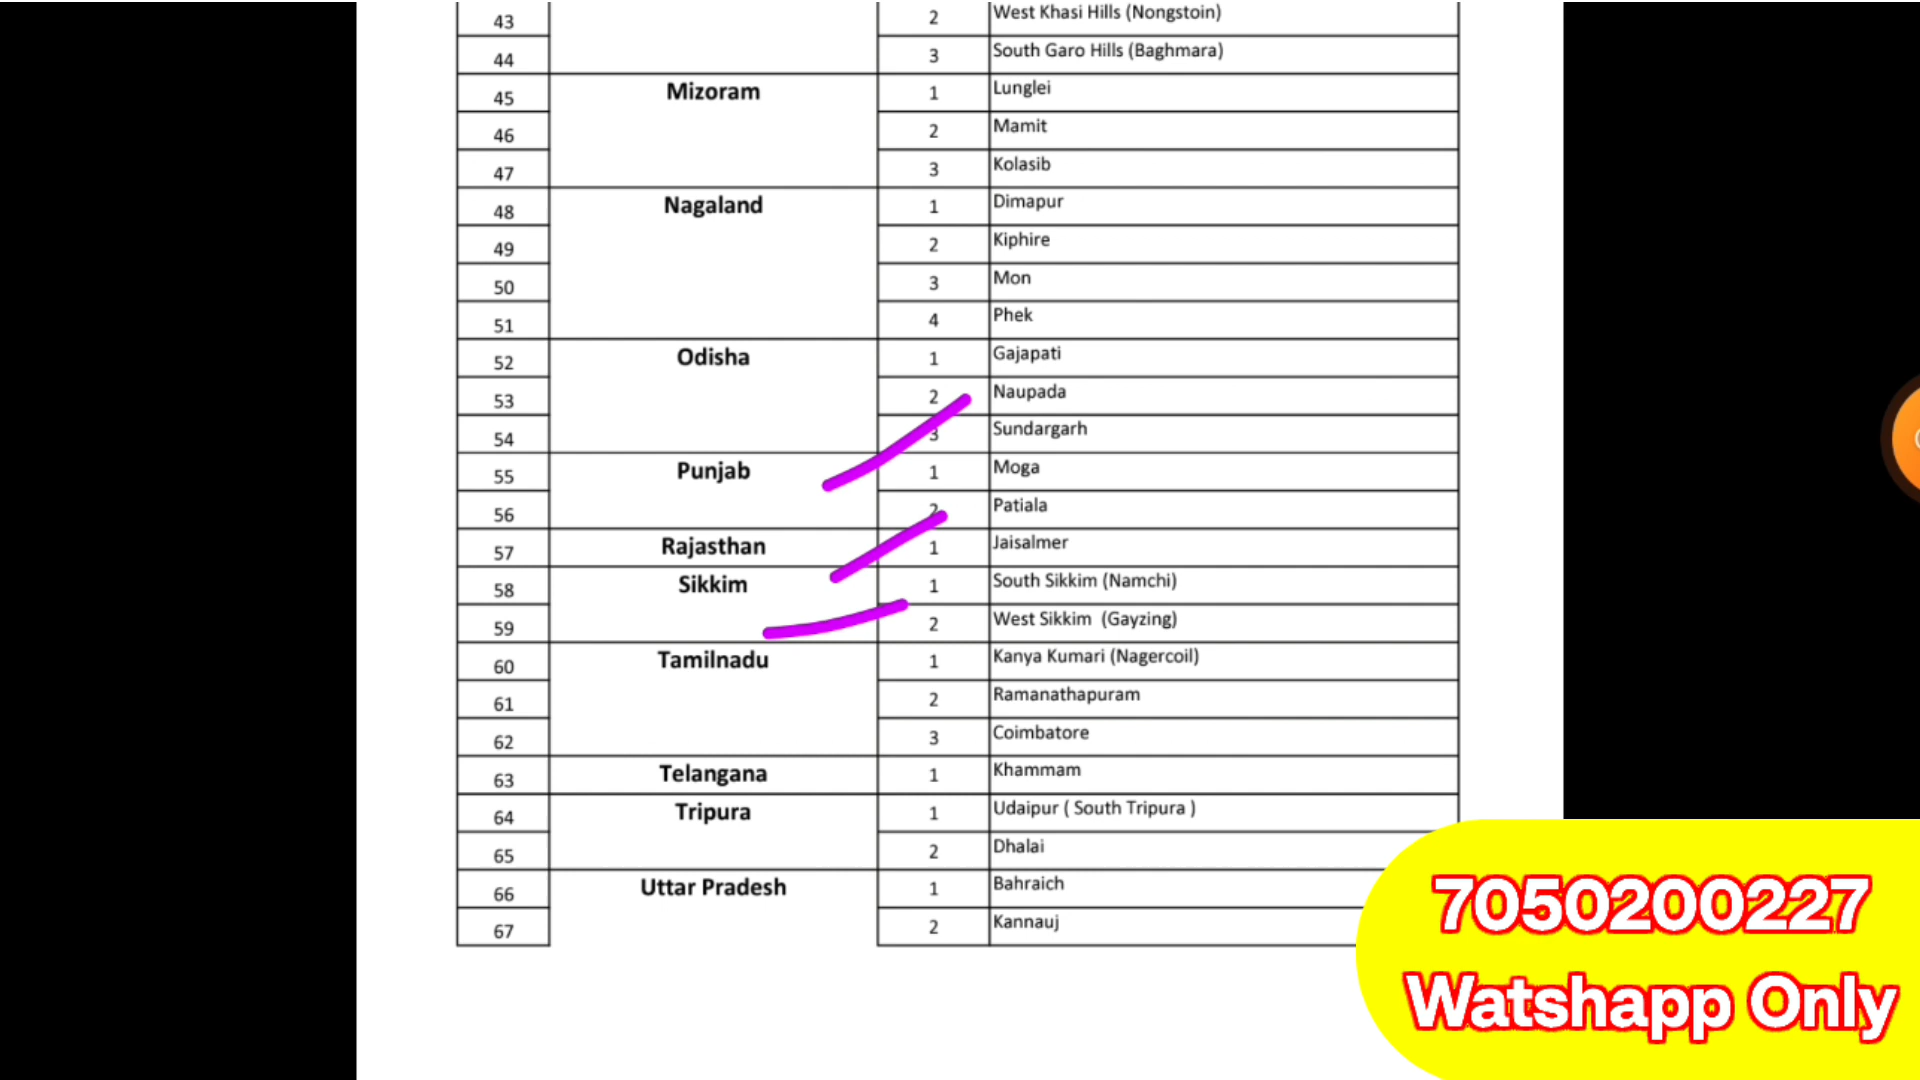 43 2 West Khasi Hills (Nongstoin)
44 3 South Garo Hills (Baghmara)
45 Mizoram 1 Lunglei
46 2 Mamit
47 3 Kolasib
48 Nagaland 1 Dimapur
49 2 Kiphire
50 3 Mon
51 4 Phek
52 Odisha 1 Gajapati
53 2 Naupada
54 3 Sundargarh
55 Punjab 1 Moga
56 2 Patiala
57 Rajasthan 1 Jaisalmer
58 Sikkim 1 South Sikkim (Namchi)
59 2 West Sikkim (Gayzing)
60 Tamilnadu 1 Kanya Kumari (Nagercoil)
61 2 Ramanathapuram
62 3 Coimbatore
63 Telangana 1 Khammam
64 Tripura 1 Udaipur ( South Tripura )
65 2 Dhalai
66 Uttar Pradesh 1 Bahraich
67 2 Kannauj
7050200227
Watshapp Only